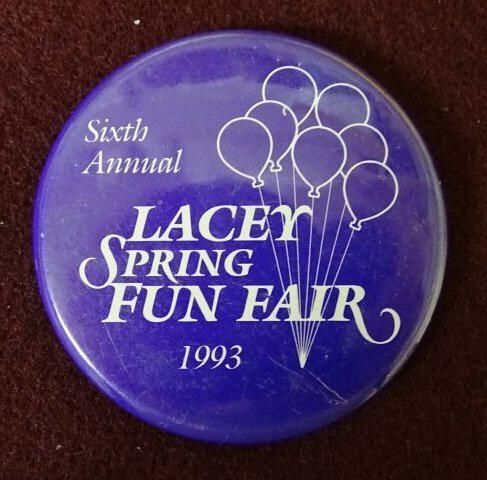 Sixth
Annual
LACEY
SPRING
FUN FAIR
1993